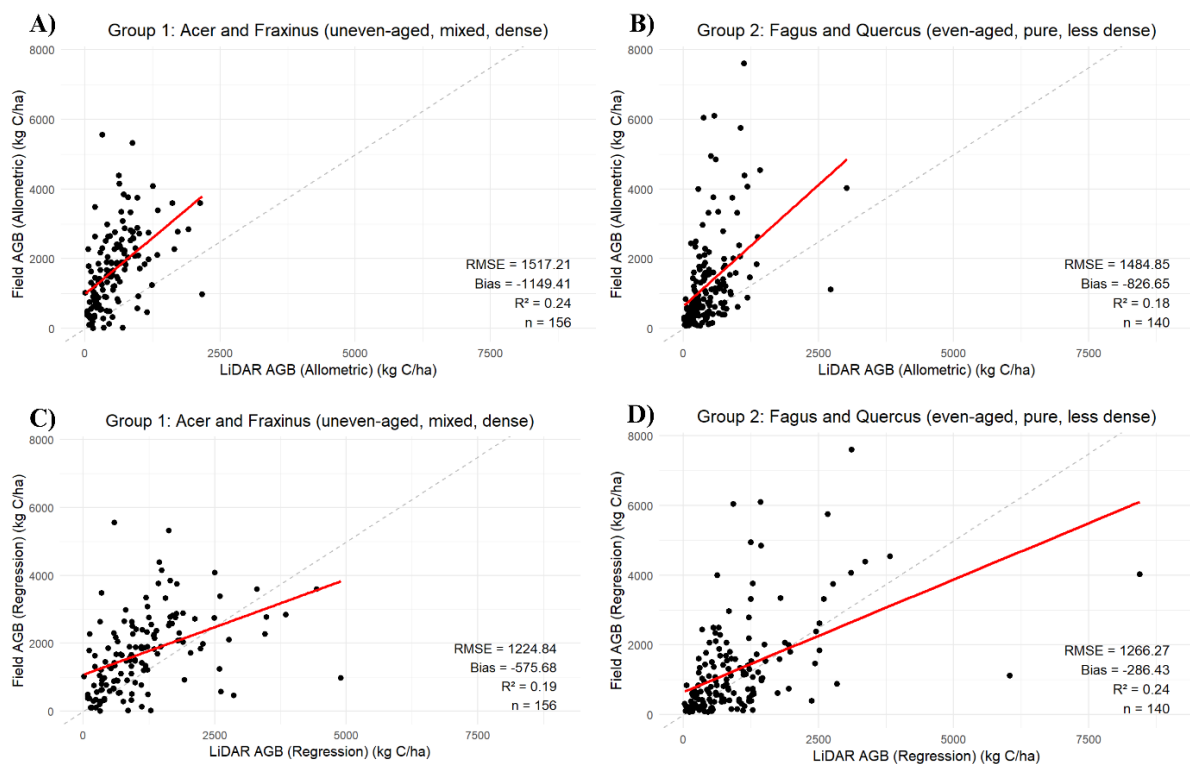 A)
Group 1: Acer and Fraxinus (uneven-aged, mixed, dense)
8000
6000
4000
2000
0
Field AGB (Allometric) (kg C/ha)
RMSE = 1517.21
Bias = -1149.41
R² = 0.24
n = 156
0 2500 5000 7500
LiDAR AGB (Allometric) (kg C/ha)
B)
Group 2: Fagus and Quercus (even-aged, pure, less dense)
8000
6000
4000
2000
0
Field AGB (Allometric) (kg C/ha)
RMSE = 1484.85
Bias = -826.65
R² = 0.18
n = 140
0 2500 5000 7500
LiDAR AGB (Allometric) (kg C/ha)
C)
Group 1: Acer and Fraxinus (uneven-aged, mixed, dense)
8000
6000
4000
2000
0
Field AGB (Regression) (kg C/ha)
RMSE = 1224.84
Bias = -575.68
R² = 0.19
n = 156
0 2500 5000 7500
LiDAR AGB (Regression) (kg C/ha)
D)
Group 2: Fagus and Quercus (even-aged, pure, less dense)
8000
6000
4000
2000
0
Field AGB (Regression) (kg C/ha)
RMSE = 1266.27
Bias = -286.43
R² = 0.24
n = 140
0 2500 5000 7500
LiDAR AGB (Regression) (kg C/ha)